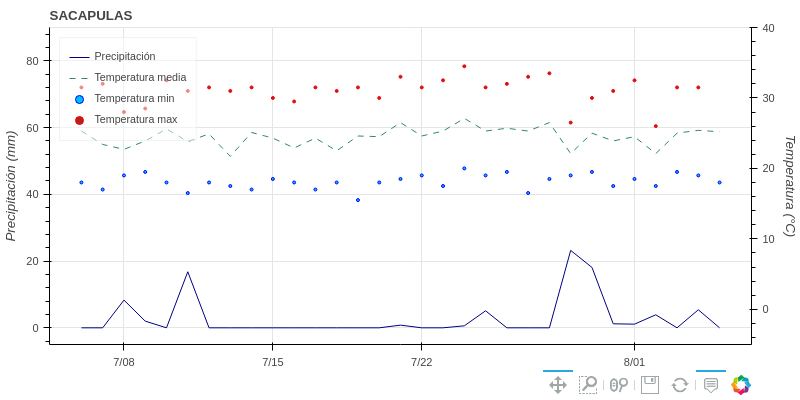 SACAPULAS
Precipitación
Temperatura media
Temperatura min
Temperatura max
Precipitación (mm)
80
60
40
20
0
Temperatura (°C)
40
30
20
10
0
7/08
7/15
7/22
8/01